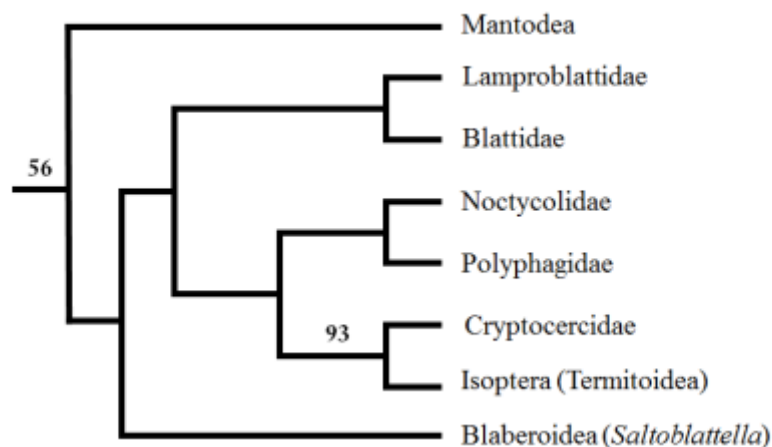 Mantodea
Lamproblattidae
Blattidae
56
Noctycolidae
Polyphagidae
93
Cryptocercidae
Isoptera (Termitoidea)
Blaberoidea (Saltoblattella)